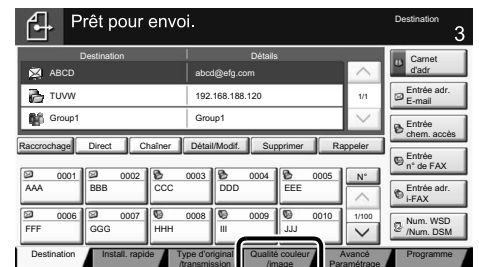 Prêt pour envoi.
Destination
3
Destination
Détails
ABCD
abcd@efg.com
TUVW
192.168.188.120
1/1
Group1
Group1
Raccrochage
Direct
Chaîner
Détail/Modif.
Supprimer
Rappeler
0001
AAA
0002
BBB
0003
CCC
0004
DDD
0005
EEE
N°
0006
FFF
0007
GGG
0008
HHH
0009
III
0010
JJJ
1/100
Carnet
d'adr
Entrée adr.
E-mail
Entrée
chem. accès
Entrée
n° de FAX
Entrée adr.
i-FAX
Num. WSD
/Num. DSM
Destination
Install. rapide
Type d'original
/transmission
Qualité couleur
/image
Avancé
Paramétrage
Programme